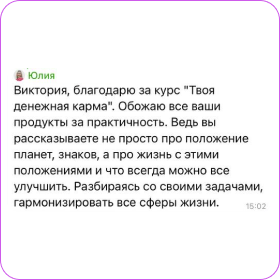 Юлия
Виктория, благодарю за курс "Твоя
денежная карма". Обожаю все ваши
продукты за практичность. Ведь вы
рассказываете не просто про положение
планет, знаков, а про жизнь с этими
положениями и что всегда можно все
улучшить. Разбираясь со своими задачами,
гармонизировать все сферы жизни.
15:02